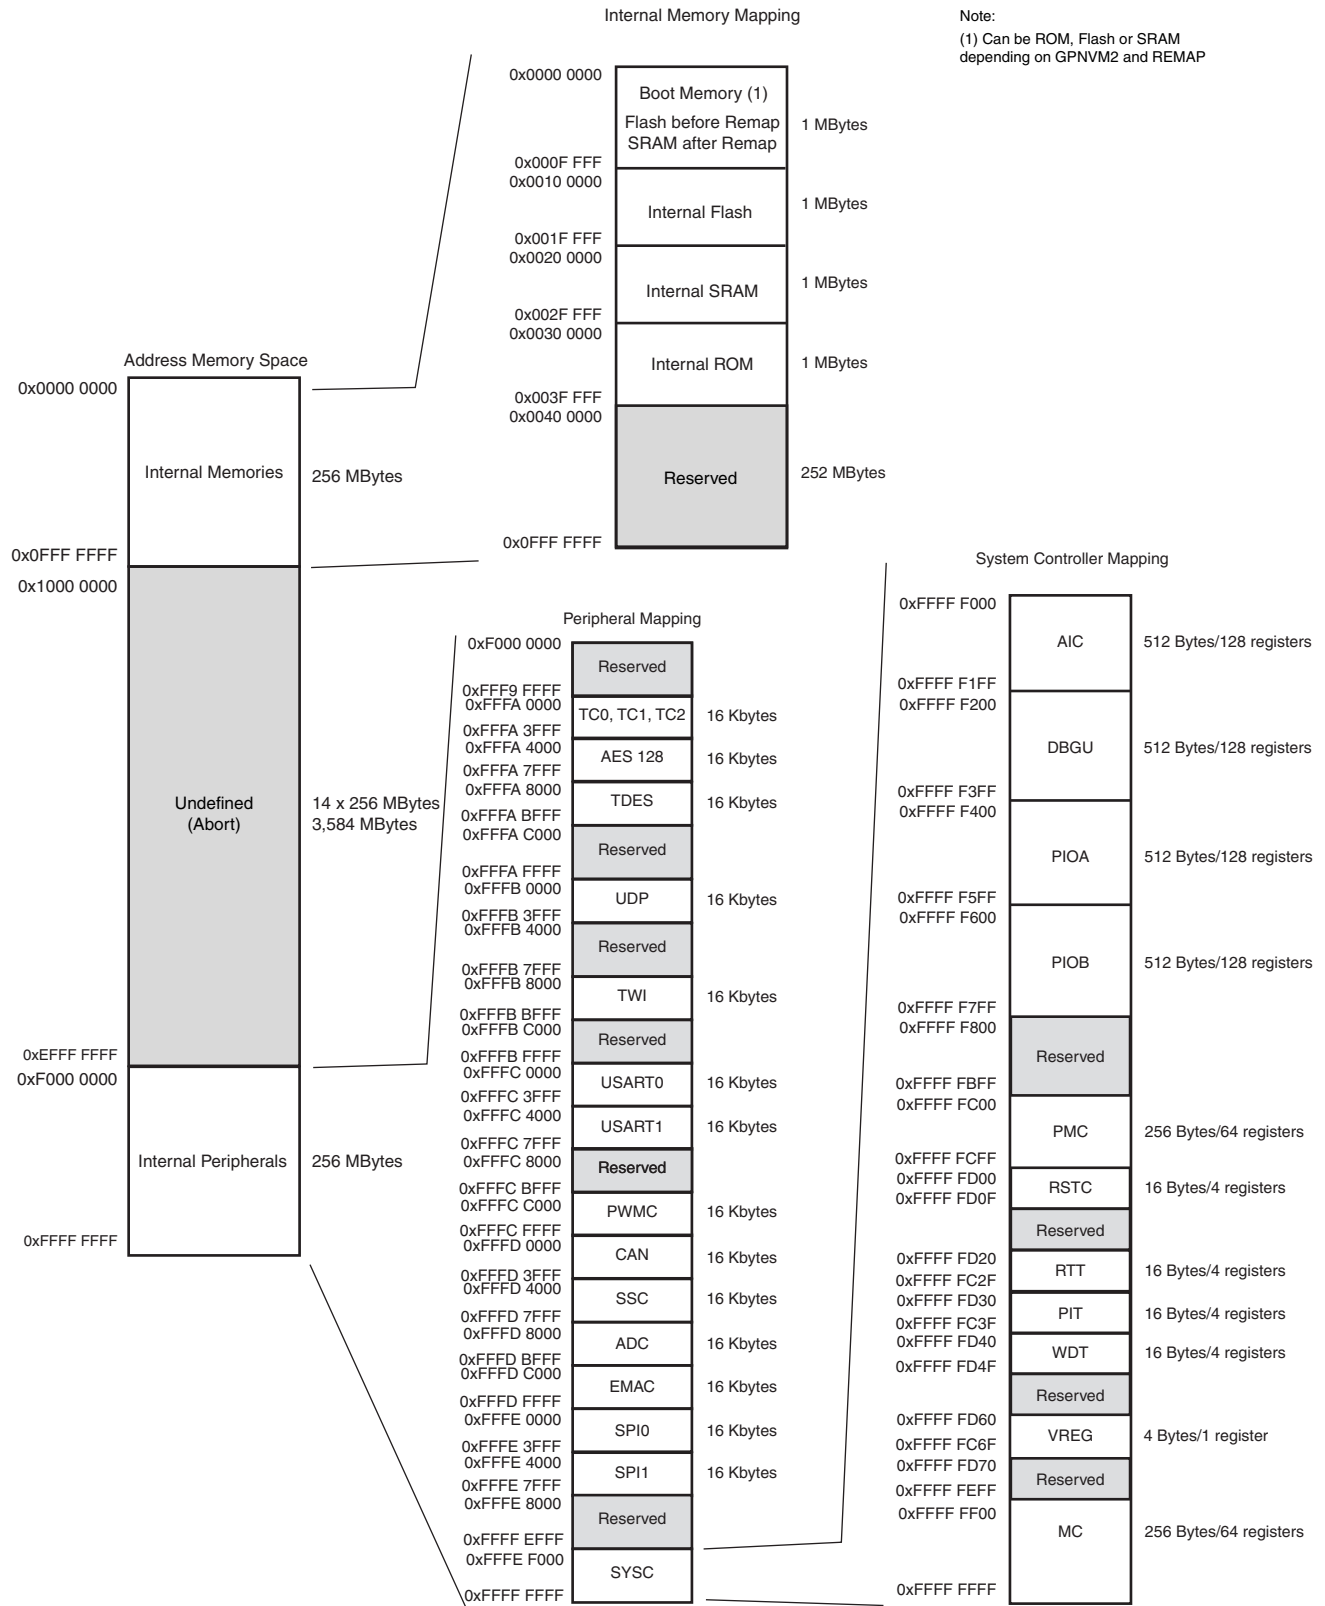 Internal Memory Mapping
Note:
(1) Can be ROM, Flash or SRAM
depending on GPNVM2 and REMAP
0x0000 0000
Boot Memory (1)
Flash before Remap
SRAM after Remap
1 MBytes
0x000F FFF
0x0010 0000
Internal Flash
1 MBytes
0x001F FFF
0x0020 0000
Internal SRAM
1 MBytes
0x002F FFF
0x0030 0000
Internal ROM
1 MBytes
0x003F FFF
0x0040 0000
Reserved
252 MBytes
0x0FFF FFFF
Address Memory Space
0x0000 0000
Internal Memories
256 MBytes
0x0FFF FFFF
0x1000 0000
Undefined
(Abort)
14 x 256 MBytes
3,584 MBytes
0xEFFF FFFF
0xF000 0000
Internal Peripherals
256 MBytes
0xFFFF FFFF
Peripheral Mapping
0xF000 0000
Reserved
0xFFF9 FFFF
0xFFFA 0000
TC0, TC1, TC2
16 Kbytes
0xFFFA 3FFF
0xFFFA 4000
AES 128
16 Kbytes
0xFFFA 7FFF
0xFFFA 8000
TDES
16 Kbytes
0xFFFA BFFF
0xFFFA C000
Reserved
0xFFFA FFFF
0xFFFB 0000
UDP
16 Kbytes
0xFFFB 3FFF
0xFFFB 4000
Reserved
0xFFFB 7FFF
0xFFFB 8000
TWI
16 Kbytes
0xFFFB BFFF
0xFFFB C000
Reserved
0xFFFB FFFF
0xFFFC 0000
USART0
16 Kbytes
0xFFFC 3FFF
0xFFFC 4000
USART1
16 Kbytes
0xFFFC 7FFF
0xFFFC 8000
Reserved
0xFFFC BFFF
0xFFFC C000
PWMC
16 Kbytes
0xFFFC FFFF
0xFFFD 0000
CAN
16 Kbytes
0xFFFD 3FFF
0xFFFD 4000
SSC
16 Kbytes
0xFFFD 7FFF
0xFFFD 8000
ADC
16 Kbytes
0xFFFD BFFF
0xFFFD C000
EMAC
16 Kbytes
0xFFFD FFFF
0xFFFE 0000
SPI0
16 Kbytes
0xFFFE 3FFF
0xFFFE 4000
SPI1
16 Kbytes
0xFFFE 7FFF
0xFFFE 8000
Reserved
0xFFFF EFFF
0xFFFE F000
SYSC
0xFFFF FFFF
System Controller Mapping
0xFFFF F000
AIC
512 Bytes/128 registers
0xFFFF F1FF
0xFFFF F200
DBGU
512 Bytes/128 registers
0xFFFF F3FF
0xFFFF F400
PIOA
512 Bytes/128 registers
0xFFFF F5FF
0xFFFF F600
PIOB
512 Bytes/128 registers
0xFFFF F7FF
0xFFFF F800
Reserved
0xFFFF FBFF
0xFFFF FC00
PMC
256 Bytes/64 registers
0xFFFF FCFF
0xFFFF FD00
RSTC
16 Bytes/4 registers
0xFFFF FD0F
Reserved
0xFFFF FD20
RTT
16 Bytes/4 registers
0xFFFF FC2F
0xFFFF FD30
PIT
16 Bytes/4 registers
0xFFFF FC3F
0xFFFF FD40
WDT
16 Bytes/4 registers
0xFFFF FD4F
Reserved
0xFFFF FD60
VREG
4 Bytes/1 register
0xFFFF FC6F
0xFFFF FD70
Reserved
0xFFFF FEFF
0xFFFF FF00
MC
256 Bytes/64 registers
0xFFFF FFFF